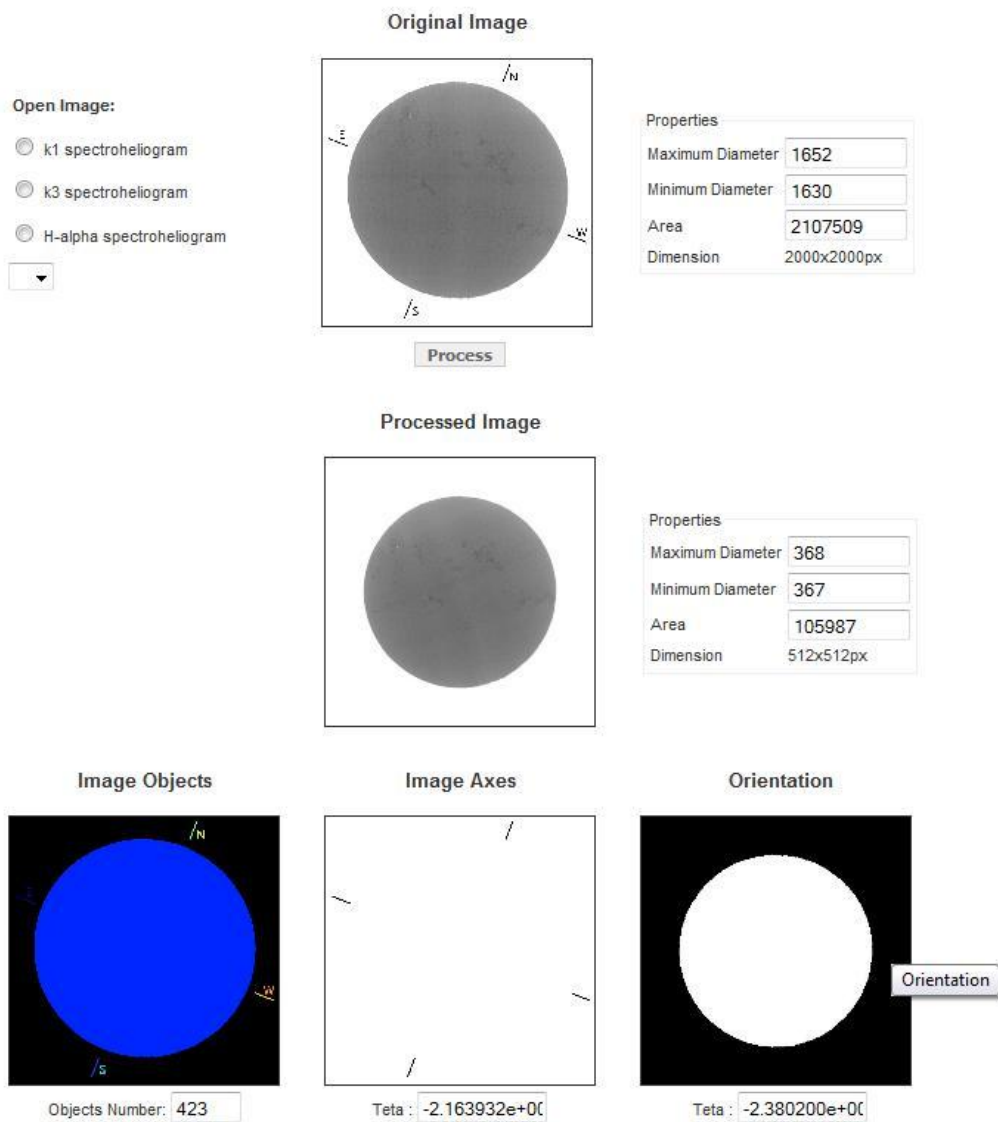 Original Image
Open Image:
k1 spectroheliogram
k3 spectroheliogram
H-alpha spectroheliogram
N
E
W
S
Properties
Maximum Diameter 1652
Minimum Diameter 1630
Area 2107509
Dimension 2000x2000px
Process
Processed Image
Properties
Maximum Diameter 368
Minimum Diameter 367
Area 105987
Dimension 512x512px
Image Objects
Image Axes
Orientation
N
E
W
S
Orientation
Objects Number: 423
Teta : -2.163932e+0(
Teta : -2.380200e+0(